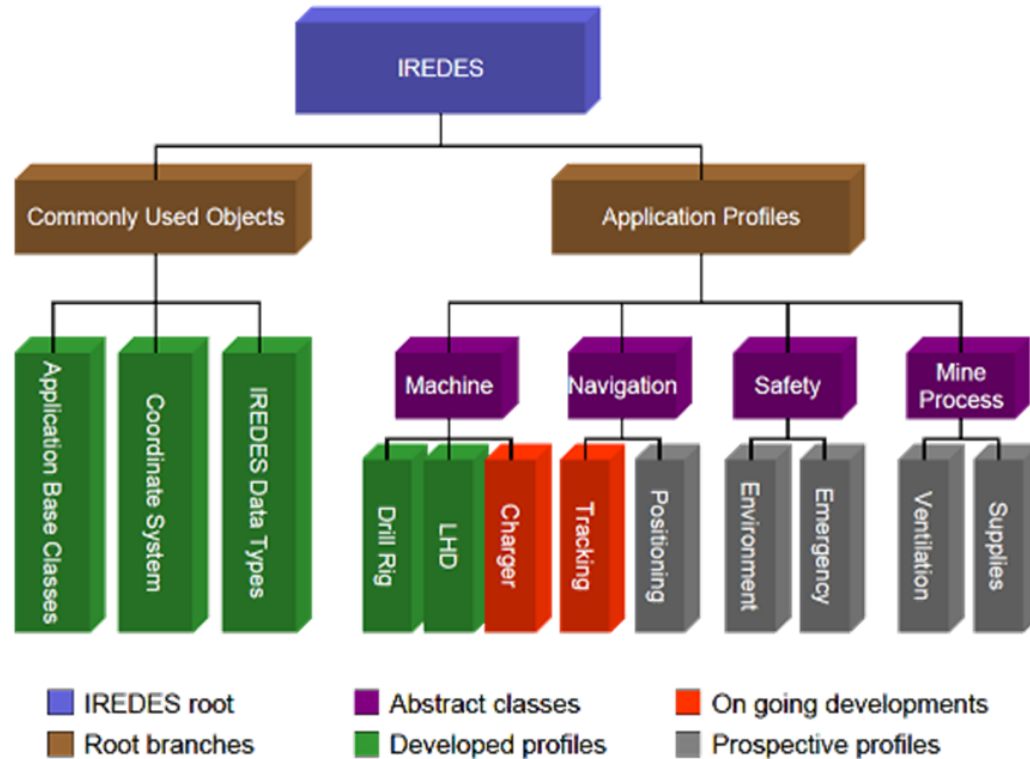 IREDES
Commonly Used Objects
Application Profiles
Application Base Classes
Coordinate System
IREDES Data Types
Machine
Navigation
Safety
Mine
Process
Drill Rig
LHD
Charger
Tracking
Positioning
Environment
Emergency
Ventilation
Supplies
IREDES root
Abstract classes
On going developments
Root branches
Developed profiles
Prospective profiles